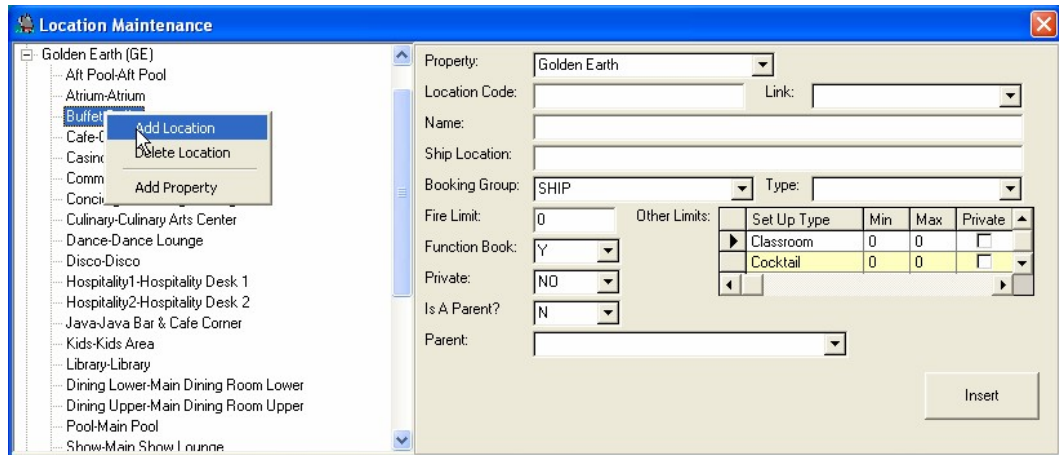 Location Maintenance
Golden Earth (GE)
Aft Pool-Aft Pool
Atrium-Atrium
Add Location
Delete Location
Add Property
Culinary-Culinary Arts Center
Dance-Dance Lounge
Disco-Disco
Hospitality1-Hospitality Desk 1
Hospitality2-Hospitality Desk 2
Java-Java Bar & Cafe Corner
Kids-Kids Area
Library-Library
Dining Lower-Main Dining Room Lower
Dining Upper-Main Dining Room Upper
Pool-Main Pool
Show-Main Show Lounge
Property: Golden Earth
Location Code: Link:
Name:
Ship Location:
Booking Group: SHIP Type:
Fire Limit: 0 Other Limits:
Set Up Type Min Max Private
Classroom 0 0
Cocktail 0 0
Function Book: Y
Private: NO
Is A Parent? N
Parent:
Insert